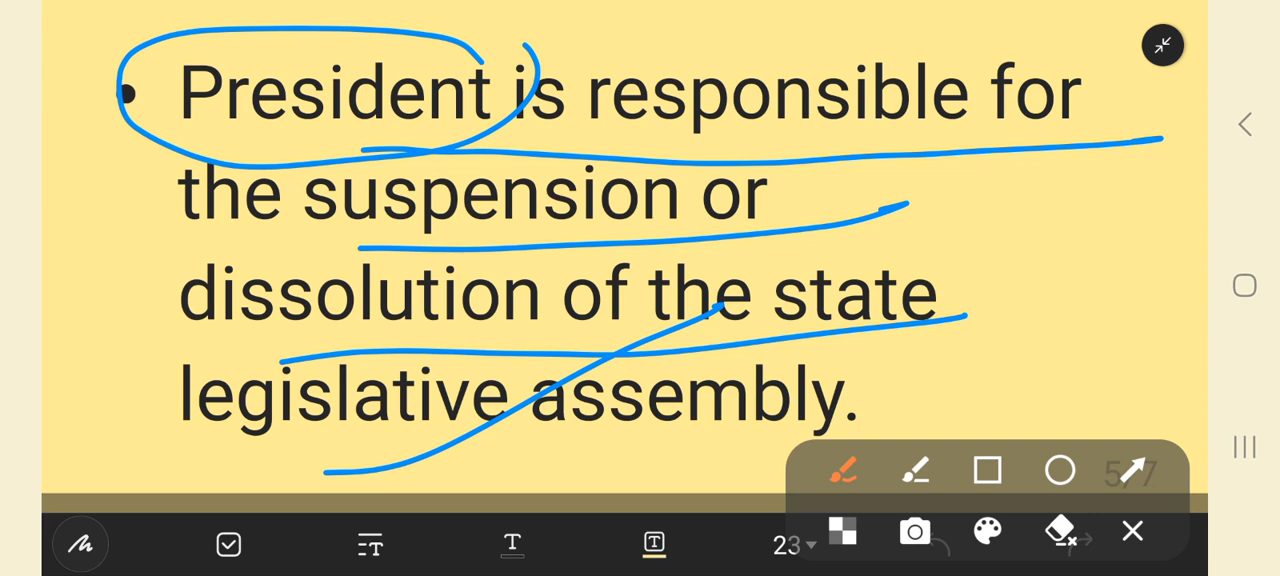 • President is responsible for
the suspension or
dissolution of the state
legislative assembly.
5/7
23